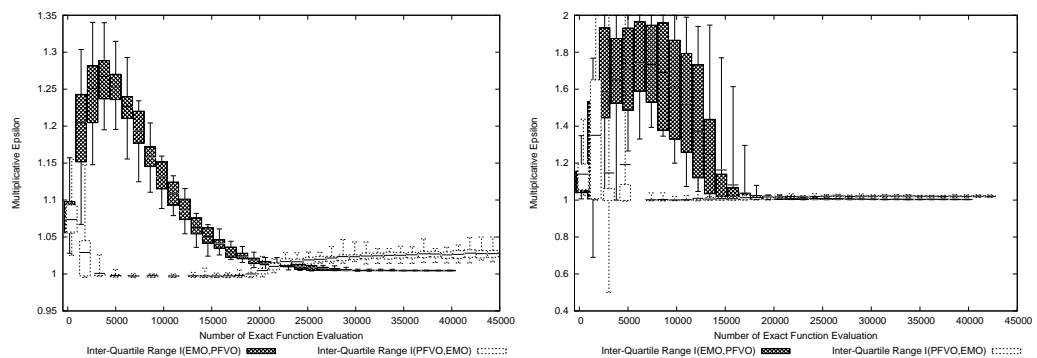 1.35
1.3
1.25
1.2
1.15
1.1
1.05
1
0.95
Multiplicative Epsilon
0 5000 10000 15000 20000 25000 30000 35000 40000 45000
Number of Exact Function Evaluation
Inter-Quartile Range I(EMO,PFVO) Inter-Quartile Range I(PFVO,EMO)
2
1.8
1.6
1.4
1.2
1
0.8
0.6
0.4
Multiplicative Epsilon
0 5000 10000 15000 20000 25000 30000 35000 40000 45000
Number of Exact Function Evaluation
Inter-Quartile Range I(EMO,PFVO) Inter-Quartile Range I(PFVO,EMO)